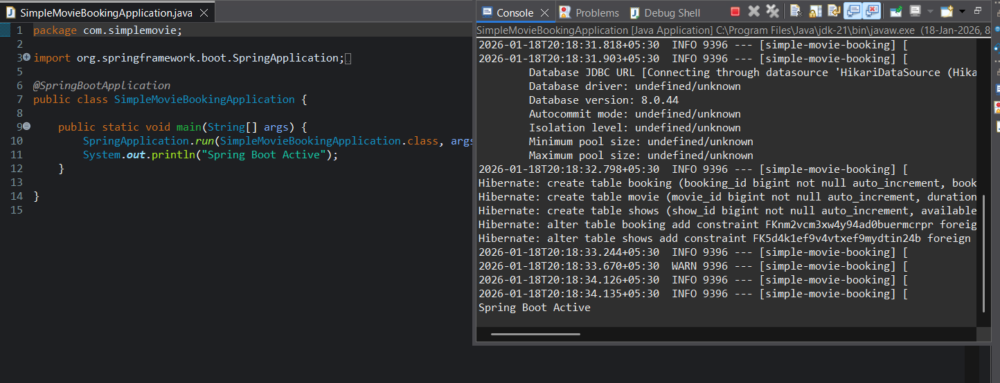 SimpleMovieBookingApplication.java
1 package com.simplemovie;
2
3 import org.springframework.boot.SpringApplication;
5
6 @SpringBootApplication
7 public class SimpleMovieBookingApplication {
8
9 public static void main(String[] args) {
10 SpringApplication.run(SimpleMovieBookingApplication.class, args
11 System.out.println("Spring Boot Active");
12 }
13
14 }
15
Console Problems Debug Shell
SimpleMovieBookingApplication [Java Application] C:\Program Files\Java\jdk-21\bin\javaw.exe (18-Jan-2026, 8
2026-01-18T20:18:31.818+05:30 INFO 9396 --- [simple-movie-booking] [
2026-01-18T20:18:31.903+05:30 INFO 9396 --- [simple-movie-booking] [
Database JDBC URL [Connecting through datasource 'HikariDataSource (Hika
Database driver: undefined/unknown
Database version: 8.0.44
Autocommit mode: undefined/unknown
Isolation level: undefined/unknown
Minimum pool size: undefined/unknown
Maximum pool size: undefined/unknown
2026-01-18T20:18:32.798+05:30 INFO 9396 --- [simple-movie-booking] [
Hibernate: create table booking (booking_id bigint not null auto_increment, book
Hibernate: create table movie (movie_id bigint not null auto_increment, duration
Hibernate: create table shows (show_id bigint not null auto_increment, available
Hibernate: alter table booking add constraint FKnm2vcm3xw4y94ad0buermcrpr foreig
Hibernate: alter table shows add constraint FK5d4k1ef9v4vtxef9mydtin24b foreign
2026-01-18T20:18:33.244+05:30 INFO 9396 --- [simple-movie-booking] [
2026-01-18T20:18:33.670+05:30 WARN 9396 --- [simple-movie-booking] [
2026-01-18T20:18:34.126+05:30 INFO 9396 --- [simple-movie-booking] [
2026-01-18T20:18:34.135+05:30 INFO 9396 --- [simple-movie-booking] [
Spring Boot Active